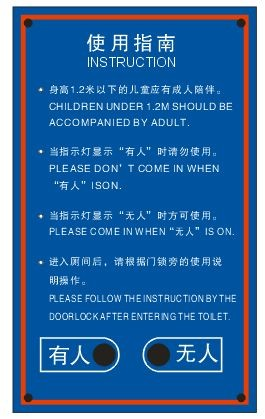 使用指南
INSTRUCTION
身高1.2米以下的儿童应有成人陪伴。
CHILDREN UNDER 1.2M SHOULD BE
ACCOMPANIED BY ADULT.
当指示灯显示“有人”时请勿使用。
PLEASE DON’T COME IN WHEN
“有人”ISON.
当指示灯显示“无人”时方可使用。
PLEASE COME IN WHEN“无人”IS ON.
进入厕间后，请根据门锁旁的使用说
明操作。
PLEASE FOLLOW THE INSTRUCTION BY THE
DOORLOCK AFTER ENTERING THE TOILET.
有人 无人